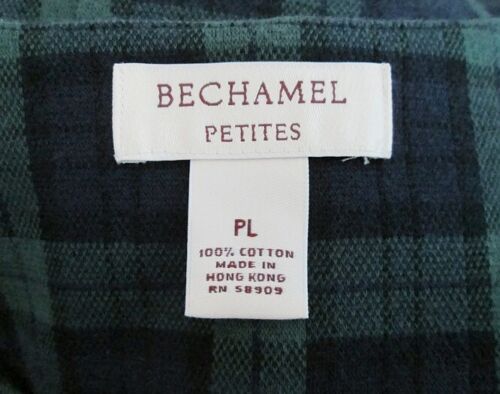 BECHAMEL
PETITES
PL
100% COTTON
MADE IN
HONG KONG
RN 58909